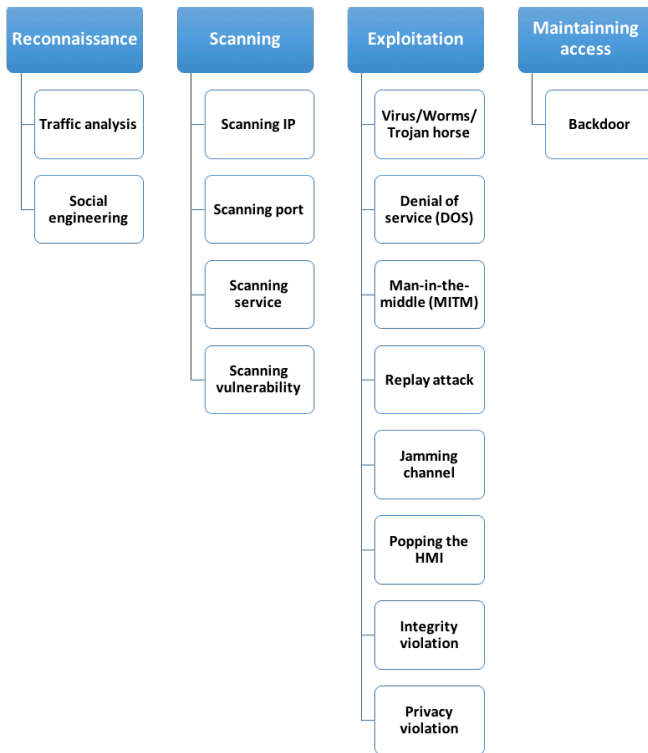 Reconnaissance
Traffic analysis
Social
engineering
Scanning
Scanning IP
Scanning port
Scanning
service
Scanning
vulnerability
Exploitation
Virus/Worms/
Trojan horse
Denial of
service (DOS)
Man-in-the-
middle (MITM)
Replay attack
Jamming
channel
Popping the
HMI
Integrity
violation
Privacy
violation
Maintainning
access
Backdoor